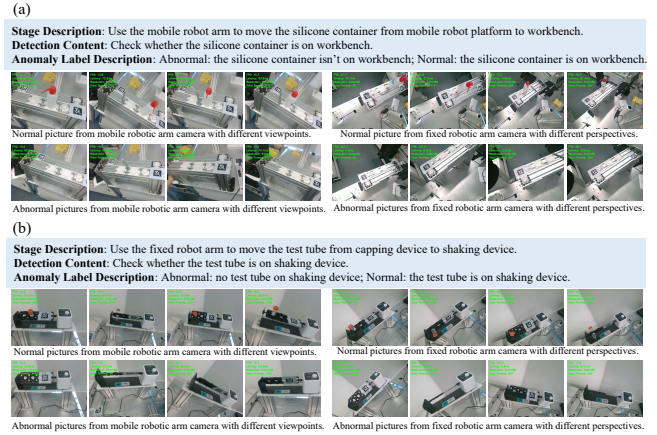 (a)
Stage Description: Use the mobile robot arm to move the silicone container from mobile robot platform to workbench.
Detection Content: Check whether the silicone container is on workbench.
Anomaly Label Description: Abnormal: the silicone container isn't on workbench; Normal: the silicone container is on workbench.
Normal picture from mobile robotic arm camera with different viewpoints.
Normal picture from fixed robotic arm camera with different perspectives.
Abnormal pictures from mobile robotic arm camera with different viewpoints.
Abnormal pictures from fixed robotic arm camera with different perspectives.
(b)
Stage Description: Use the fixed robot arm to move the test tube from capping device to shaking device.
Detection Content: Check whether the test tube is on shaking device.
Anomaly Label Description: Abnormal: no test tube on shaking device; Normal: the test tube is on shaking device.
Normal pictures from mobile robotic arm camera with different viewpoints.
Normal pictures from fixed robotic arm camera with different perspectives.
Abnormal pictures from mobile robotic arm camera with different viewpoints.
Abnormal pictures from fixed robotic arm camera with different perspectives.